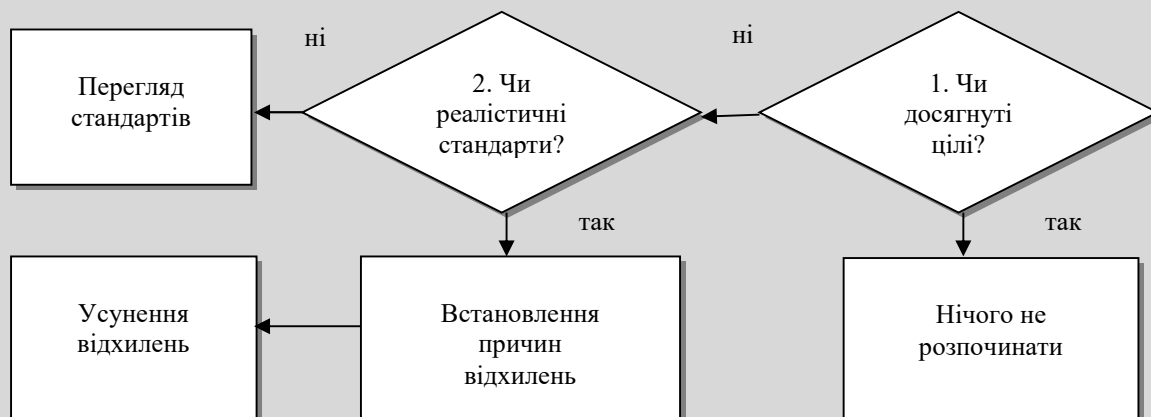 ні
ні
Перегляд
стандартів
2. Чи
реалістичні
стандарти?
1. Чи
досягнуті
цілі?
так
так
Усунення
відхилень
Встановлення
причин
відхилень
Нічого не
розпочинати